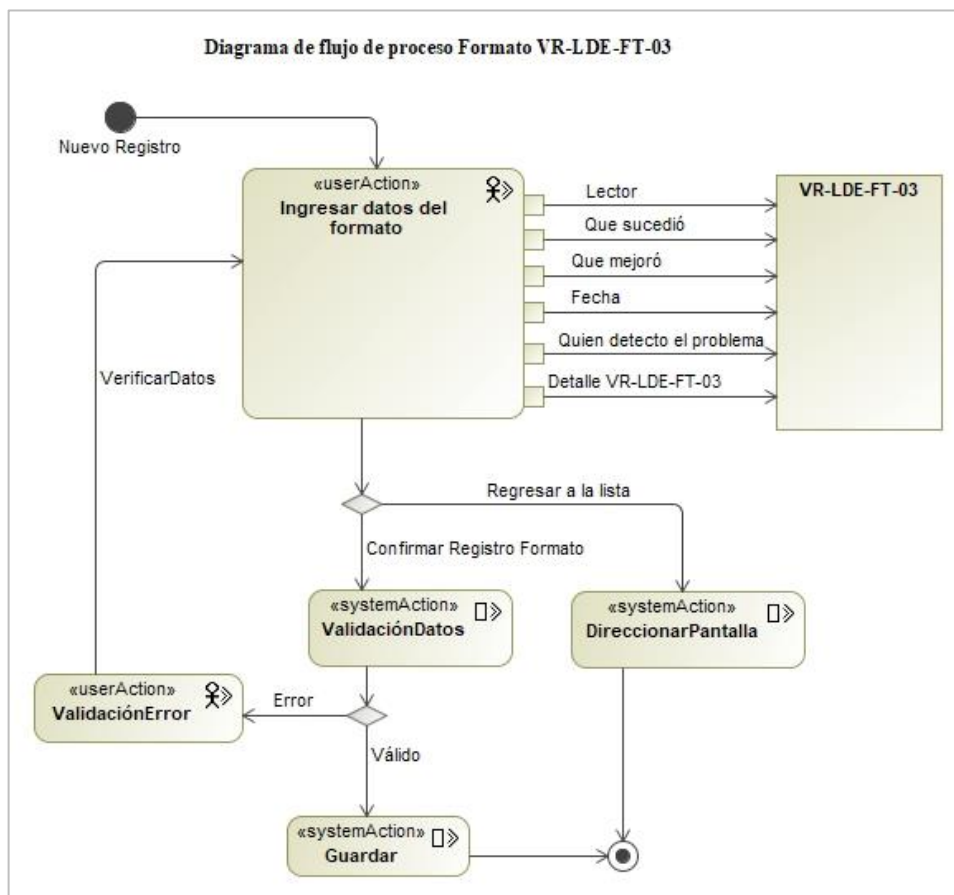 Diagrama de flujo de proceso Formato VR-LDE-FT-03
Nuevo Registro
«userAction»
Ingresar datos del
formato
Lector
Que sucedió
Que mejoró
Fecha
Quien detecto el problema
Detalle VR-LDE-FT-03
VR-LDE-FT-03
VerificarDatos
Regresar a la lista
Confirmar Registro Formato
«systemAction»
ValidaciónDatos
«systemAction»
DireccionarPantalla
«userAction»
ValidaciónError
Error
Válido
«systemAction»
Guardar